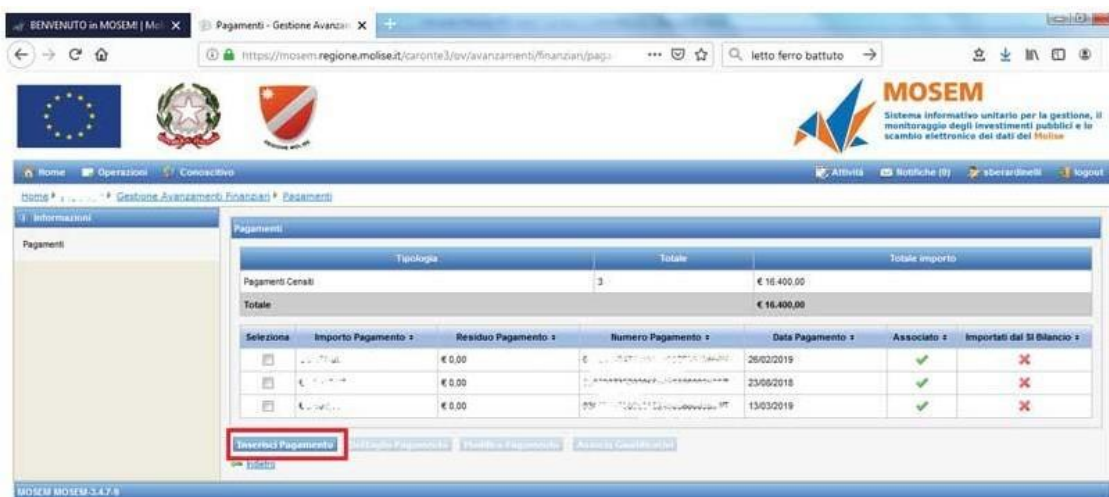 BENVENUTO in MOSEM! | Mol
Pagamenti - Gestione Avanzam
https://mosem.regione.molise.it/caronte3/ov/avanzamenti/finanziari/paga
letto ferro battuto
REGIONE MOLISE
MOSEM
Sistema informativo unitario per la gestione, il
monitoraggio degli investimenti pubblici e lo
scambio elettronico dei dati del Molise
Home Operazioni Conoscitivo
Attività Notifiche (0) sberardinelli logout
Home Gestione Avanzamenti Finanziari Pagamenti
Informazioni
Pagamenti
Pagamenti
Tipologia Totale Totale importo
Pagamenti Censiti 3 € 16.400,00
Totale € 16.400,00
Seleziona Importo Pagamento Residuo Pagamento Numero Pagamento Data Pagamento Associato Importati dal SI Bilancio
€ 0,00 26/02/2019
€ € 0,00 23/06/2018
€ € 0,00 13/03/2019
Inserisci Pagamento Dettaglio Pagamento Modifica Pagamento Associa Giustificativi
Indietro
MOSEM MOSEM-3.4.7-9